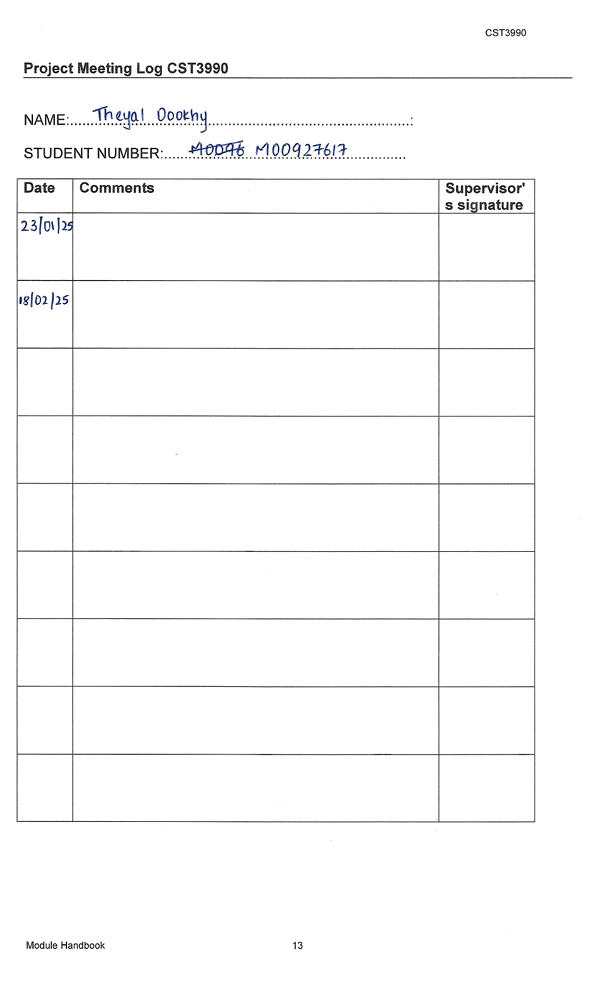 CST3990
Project Meeting Log CST3990
NAME:.......Theyal Dookhy..............................................:
STUDENT NUMBER:...... M00927617..............
Date Comments Supervisor'
s signature
23/01/25
18/02/25
Module Handbook 13